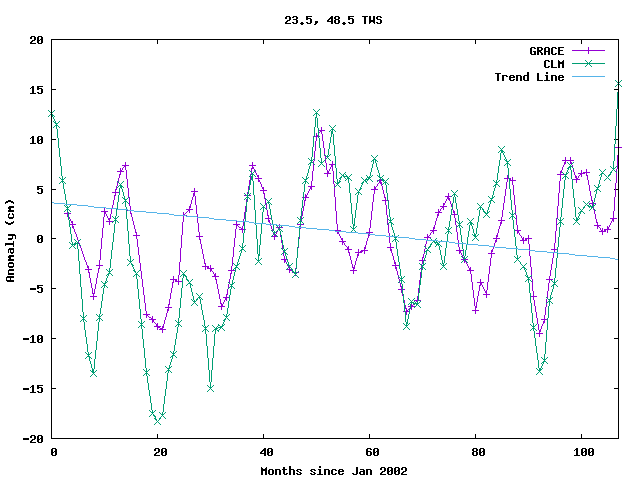 23.5, 48.5 TWS
GRACE
CLM
Trend Line
20
15
10
5
0
-5
-10
-15
-20
Anomaly (cm)
0 20 40 60 80 100
Months since Jan 2002